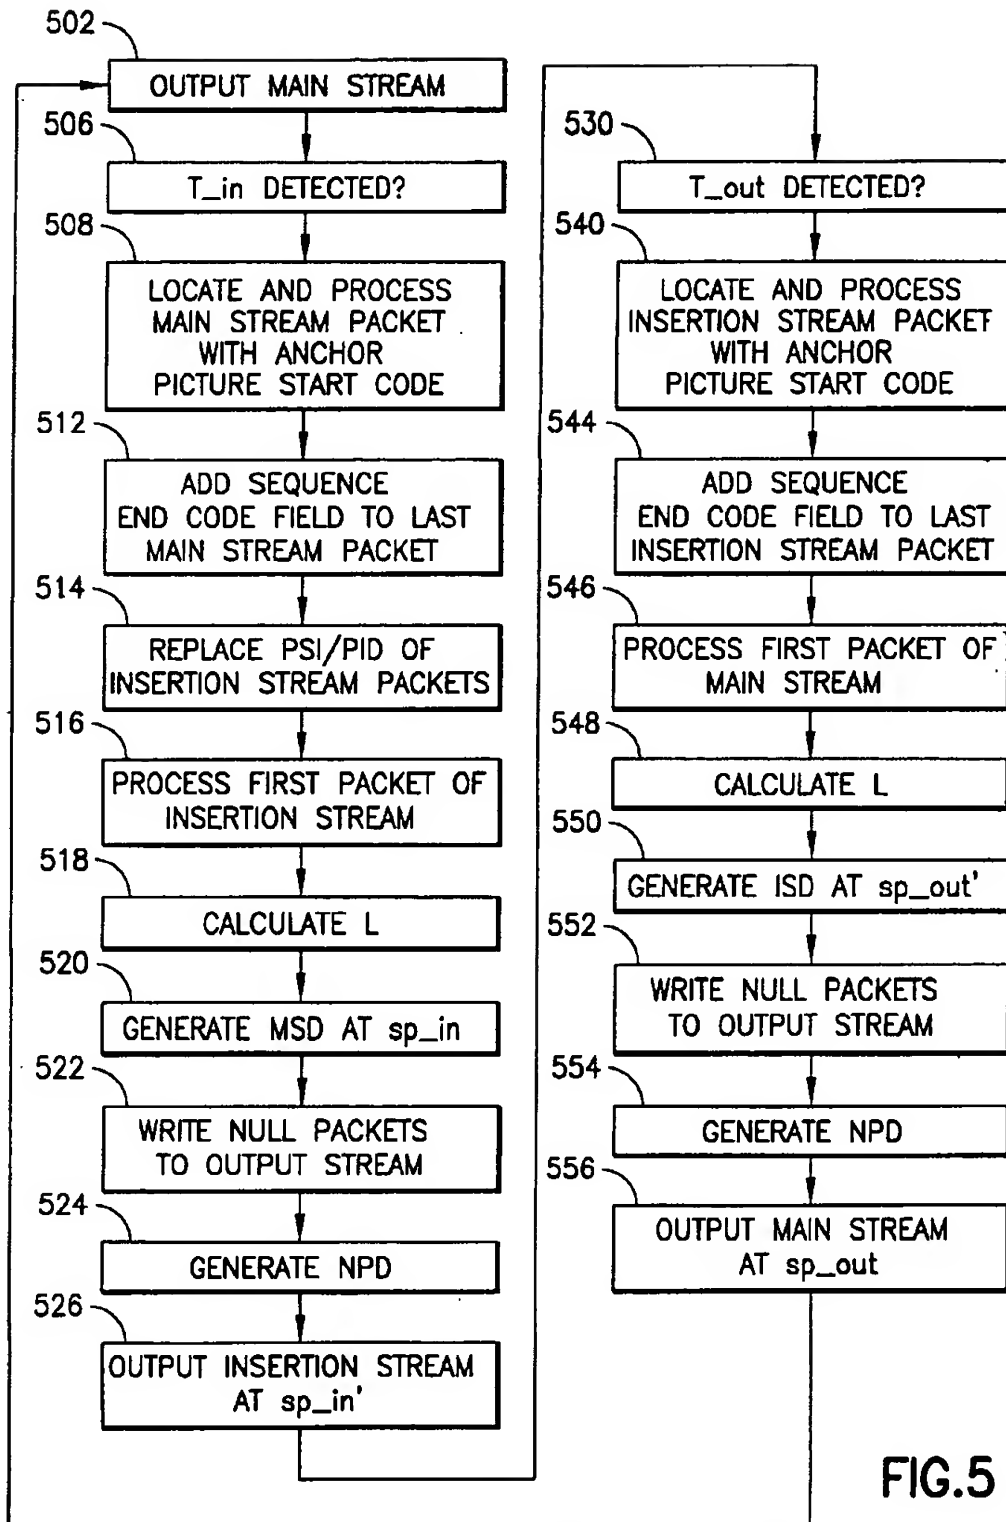 502
OUTPUT MAIN STREAM
506
T_in DETECTED?
508
LOCATE AND PROCESS
MAIN STREAM PACKET
WITH ANCHOR
PICTURE START CODE
512
ADD SEQUENCE
END CODE FIELD TO LAST
MAIN STREAM PACKET
514
REPLACE PSI/PID OF
INSERTION STREAM PACKETS
516
PROCESS FIRST PACKET OF
INSERTION STREAM
518
CALCULATE L
520
GENERATE MSD AT sp_in
522
WRITE NULL PACKETS
TO OUTPUT STREAM
524
GENERATE NPD
526
OUTPUT INSERTION STREAM
AT sp_in'
530
T_out DETECTED?
540
LOCATE AND PROCESS
INSERTION STREAM PACKET
WITH ANCHOR
PICTURE START CODE
544
ADD SEQUENCE
END CODE FIELD TO LAST
INSERTION STREAM PACKET
546
PROCESS FIRST PACKET OF
MAIN STREAM
548
CALCULATE L
550
GENERATE ISD AT sp_out'
552
WRITE NULL PACKETS
TO OUTPUT STREAM
554
GENERATE NPD
556
OUTPUT MAIN STREAM
AT sp_out
FIG.5